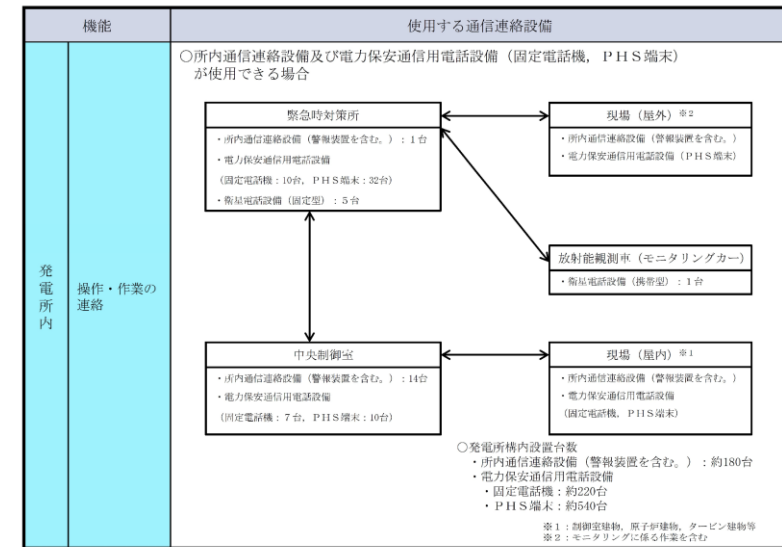 機能
使用する通信連絡設備
発電所内
操作・作業の
連絡
○所内通信連絡設備及び電力保安通信用電話設備（固定電話機，ＰＨＳ端末）
が使用できる場合
緊急時対策所
・所内通信連絡設備（警報装置を含む。）：１台
・電力保安通信用電話設備
（固定電話機：10台，ＰＨＳ端末：32台）
・衛星電話設備（固定型）：５台
現場（屋外）※2
・所内通信連絡設備（警報装置を含む。）
・電力保安通信用電話設備（ＰＨＳ端末）
放射能観測車（モニタリングカー）
・衛星電話設備（携帯型）：１台
中央制御室
・所内通信連絡設備（警報装置を含む。）：14台
・電力保安通信用電話設備
（固定電話機：７台，ＰＨＳ端末：10台）
現場（屋内）※1
・所内通信連絡設備（警報装置を含む。）
・電力保安通信用電話設備
（固定電話機，ＰＨＳ端末）
○発電所構内設置台数
・所内通信連絡設備（警報装置を含む。）：約180台
・電力保安通信用電話設備
・固定電話機：約220台
・ＰＨＳ端末：約540台
※１：制御室建物，原子炉建物，タービン建物等
※２：モニタリングに係る作業を含む